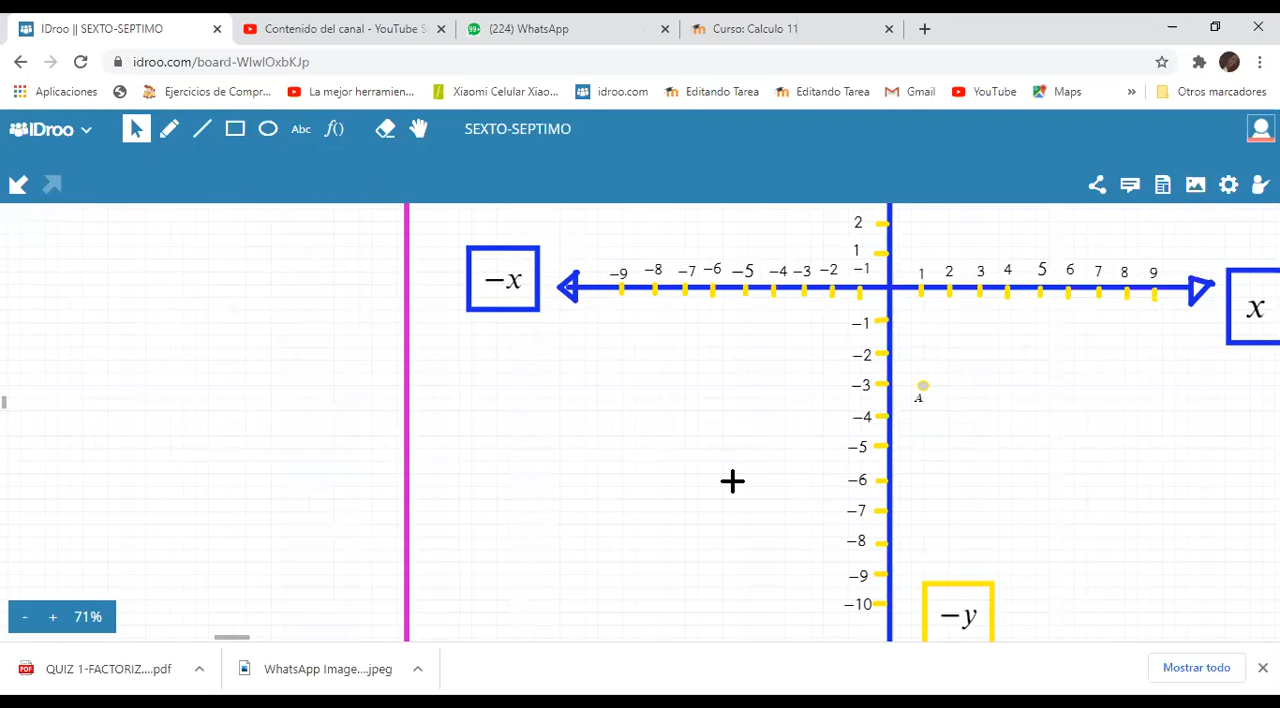 IDroo || SEXTO-SEPTIMO
Contenido del canal - YouTube S
(224) WhatsApp
Curso: Calculo 11
idroo.com/board-WIwIOxbKJp
Aplicaciones
Ejercicios de Compr...
La mejor herramien...
Xiaomi Celular Xiao...
idroo.com
Editando Tarea
Editando Tarea
Gmail
YouTube
Maps
»
Otros marcadores
IDroo
Abc
f()
SEXTO-SEPTIMO
2
1
−x
−9 −8 −7 −6 −5 −4 −3 −2 −1 1 2 3 4 5 6 7 8 9
x
−1
−2
−3
A
−4
−5
−6
−7
−8
−9
−10
−y
- + 71%
QUIZ 1-FACTORIZ....pdf
WhatsApp Image....jpeg
Mostrar todo